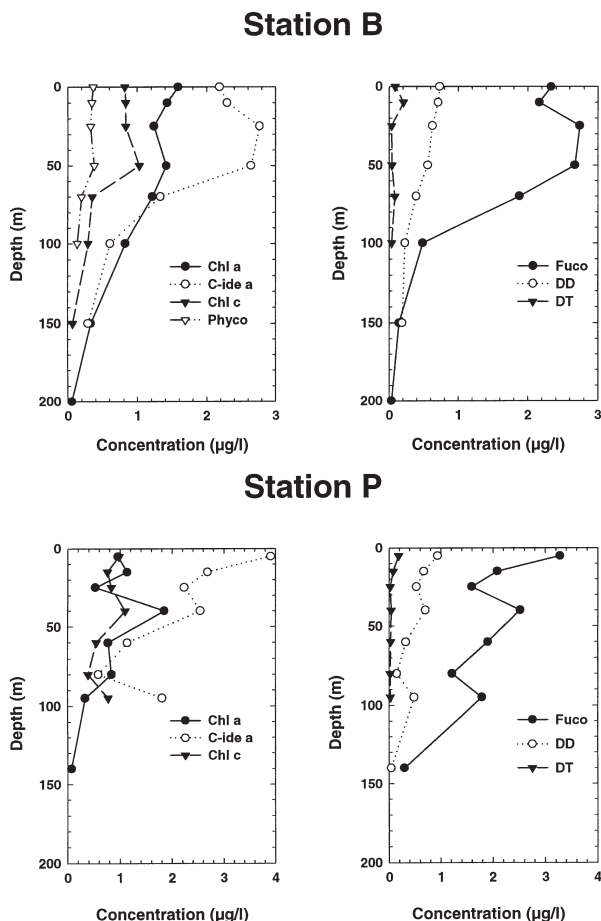 Station B
0
50
100
150
200
Depth (m)
Chl a
C-ide a
Chl c
Phyco
0 1 2 3
Concentration (µg/l)
0
50
100
150
200
Depth (m)
Fuco
DD
DT
0 1 2 3
Concentration (µg/l)
Station P
0
50
100
150
200
Depth (m)
Chl a
C-ide a
Chl c
0 1 2 3 4
Concentration (µg/l)
0
50
100
150
200
Depth (m)
Fuco
DD
DT
0 1 2 3 4
Concentration (µg/l)